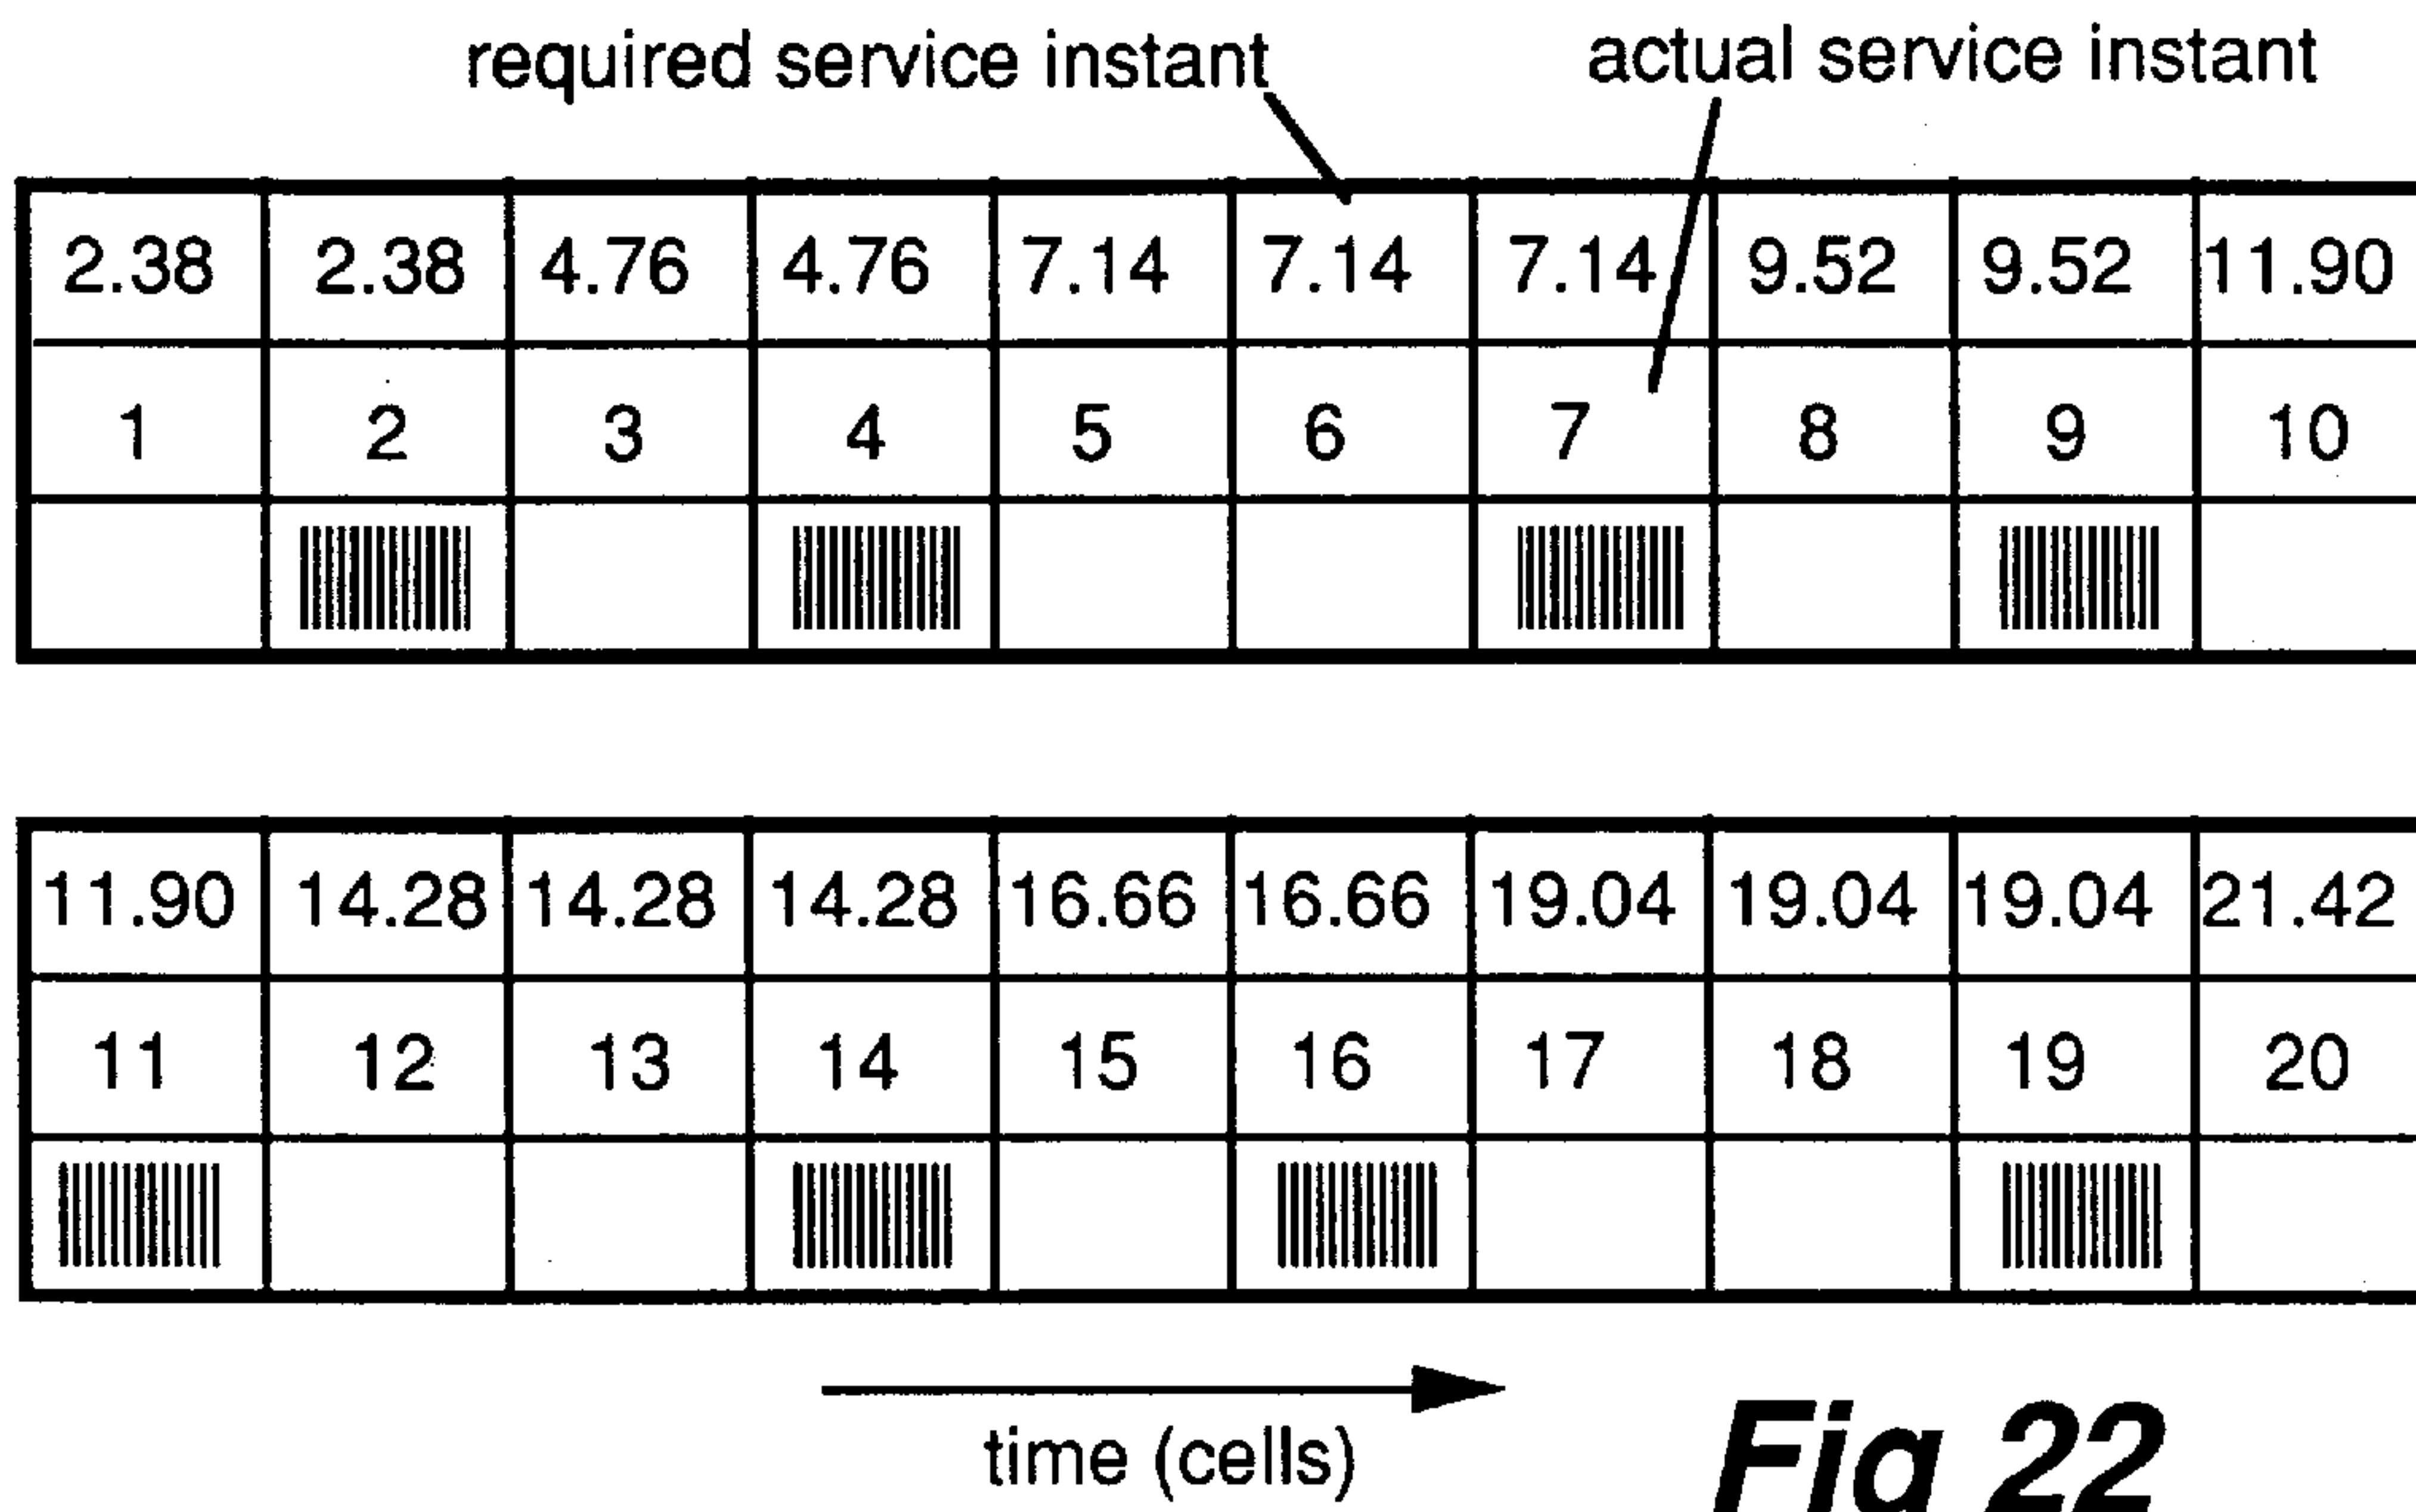 required service instant actual service instant
2.38 2.38 4.76 4.76 7.14 7.14 7.14 9.52 9.52 11.90
1 2 3 4 5 6 7 8 9 10
11.90 14.28 14.28 14.28 16.66 16.66 19.04 19.04 19.04 21.42
11 12 13 14 15 16 17 18 19 20
time (cells)
Fig 22